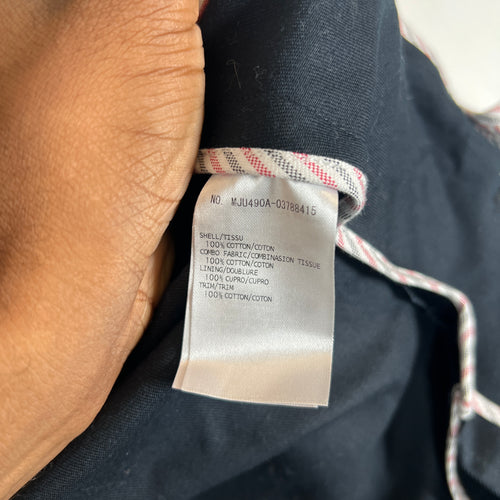 NO. MJU490A-03788415
SHELL/TISSU
100% COTTON/COTON
COMBO FABRIC/COMBINASION TISSUE
100% COTTON/COTON
LINING/DOUBLURE
100% CUPRO/CUPRO
TRIM/TRIM
100% COTTON/COTON